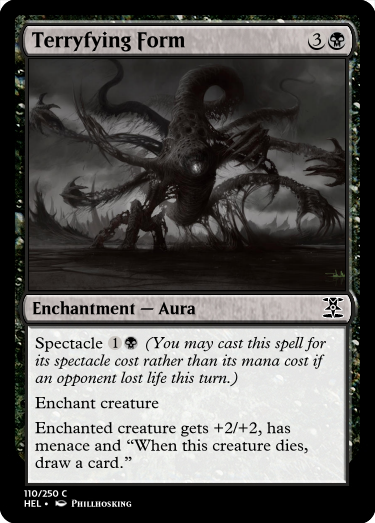 Terryfying Form 3
Enchantment — Aura
Spectacle 1 (You may cast this spell for
its spectacle cost rather than its mana cost if
an opponent lost life this turn.)
Enchant creature
Enchanted creature gets +2/+2, has
menace and “When this creature dies,
draw a card.”
110/250 C
HEL • Phillhosking